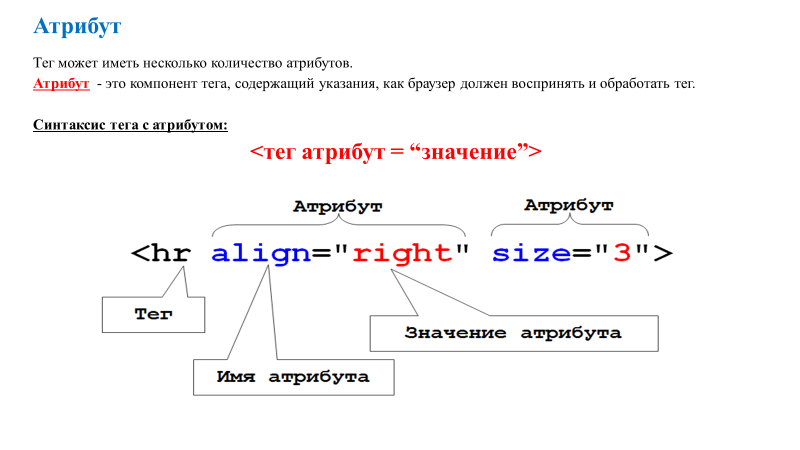 Атрибут
Тег может иметь несколько количество атрибутов.
Атрибут - это компонент тега, содержащий указания, как браузер должен воспринять и обработать тег.
Синтаксис тега с атрибутом:
<тег атрибут = “значение”>
Атрибут Атрибут
<hr align="right" size="3">
Тег
Значение атрибута
Имя атрибута